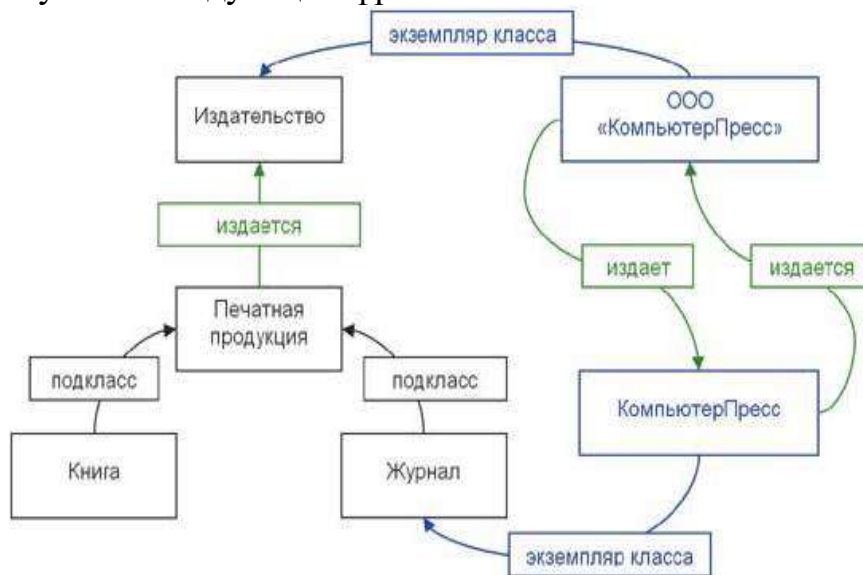 экземпляр класса
Издательство
ООО
«КомпьютерПресс»
издается
издает
издается
Печатная
продукция
подкласс
подкласс
КомпьютерПресс
Книга
Журнал
экземпляр класса